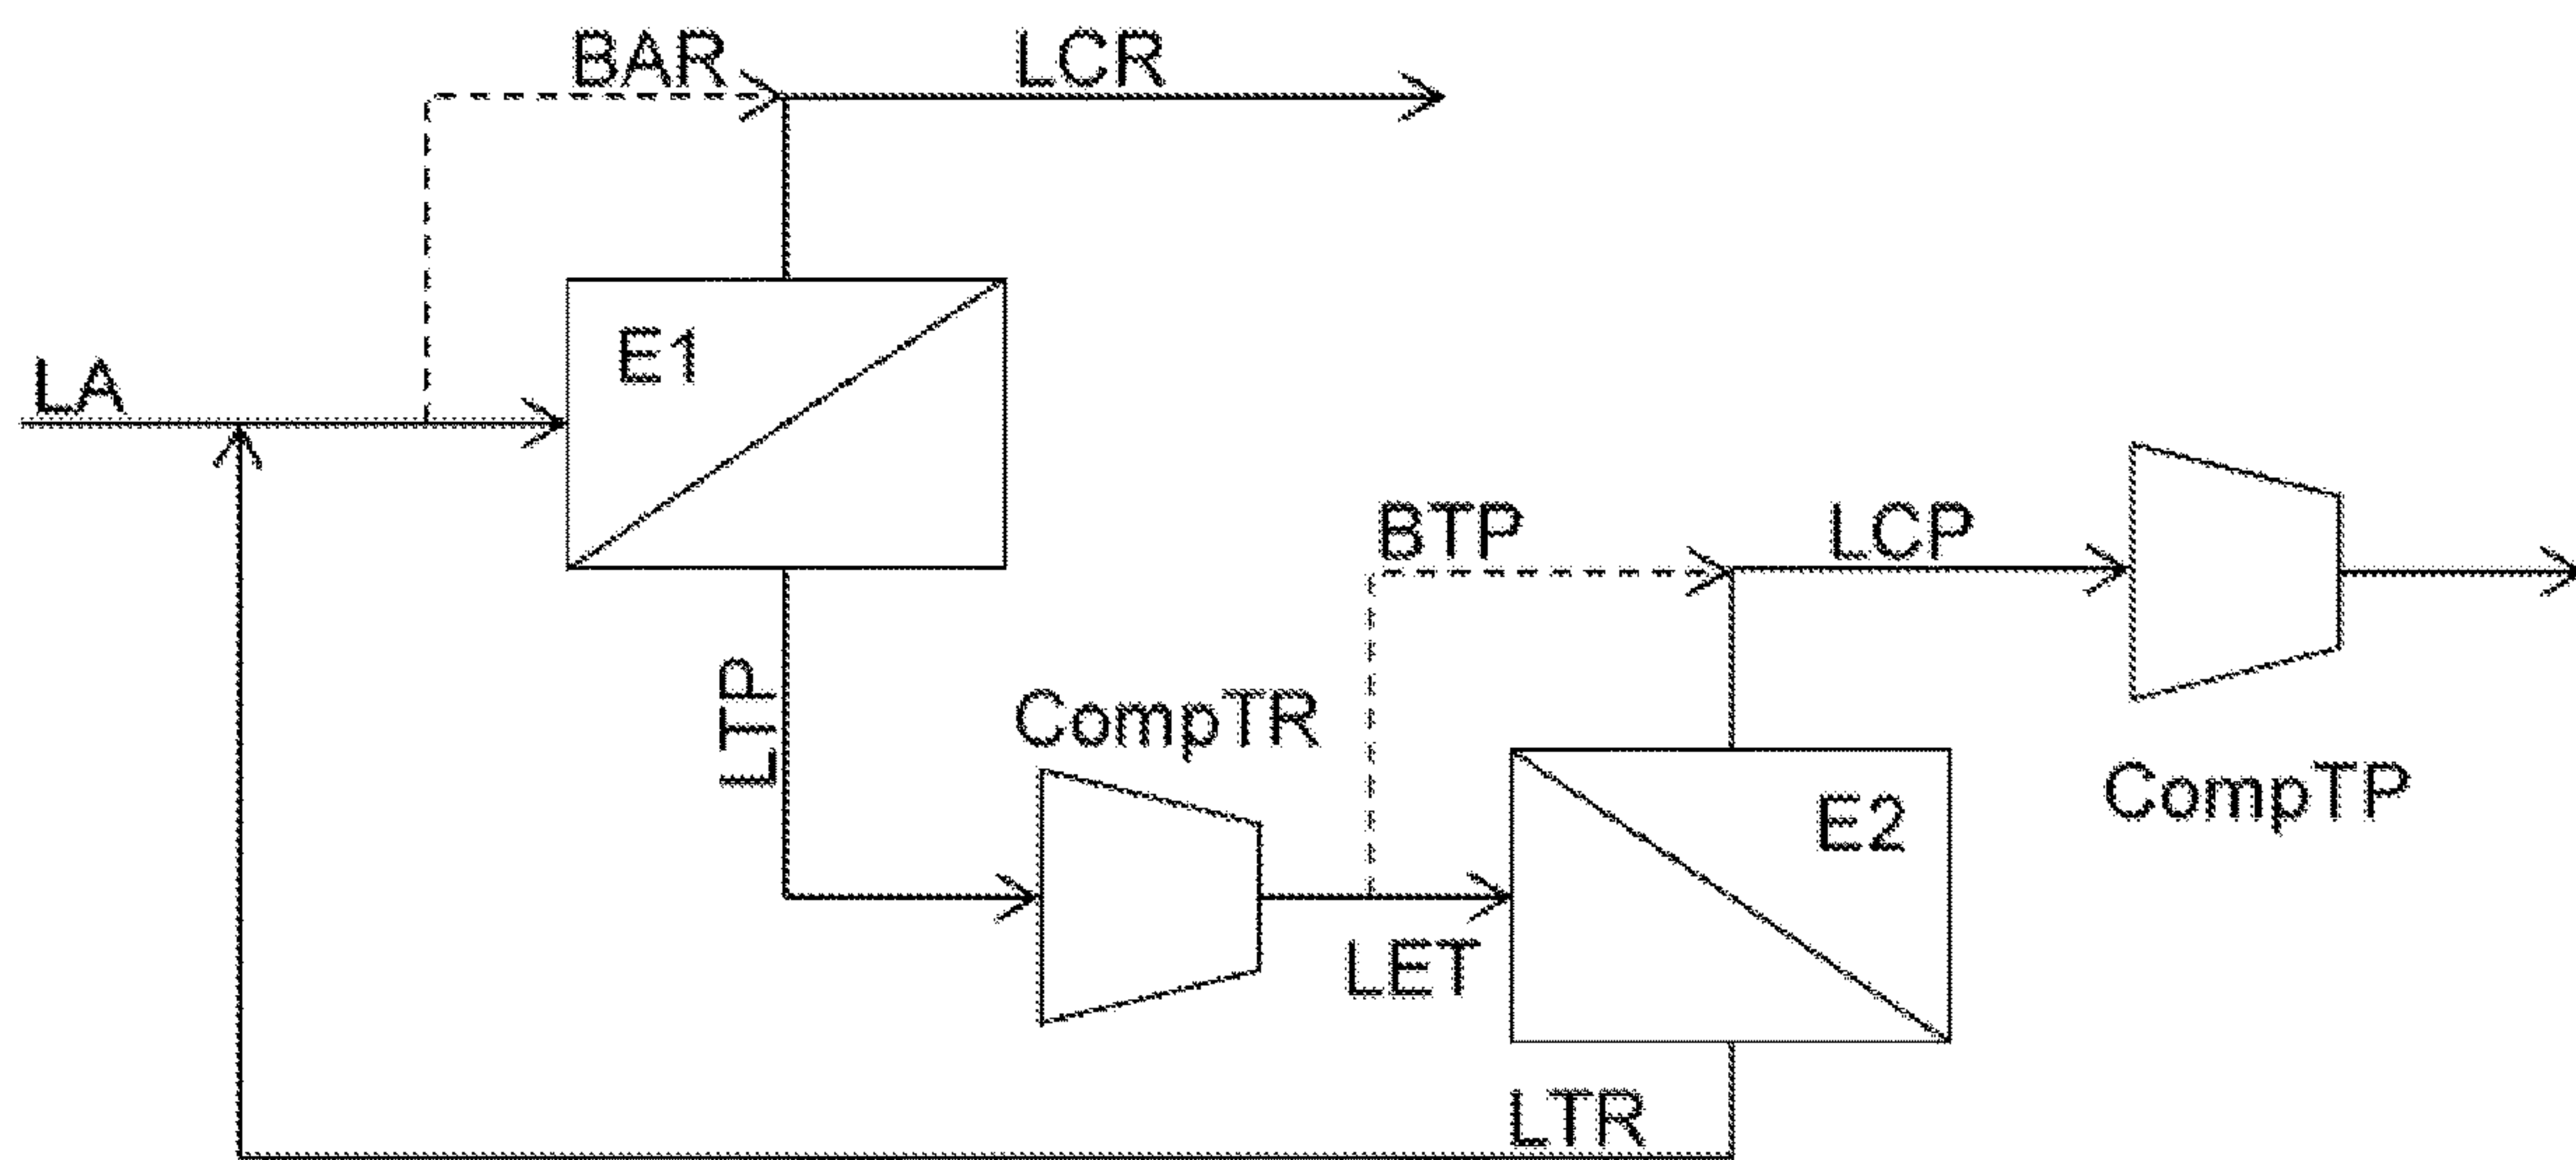 BAR
LCR
E1
LA
BTP
LCP
LTP
CompTR
CompTP
E2
LET
LTR